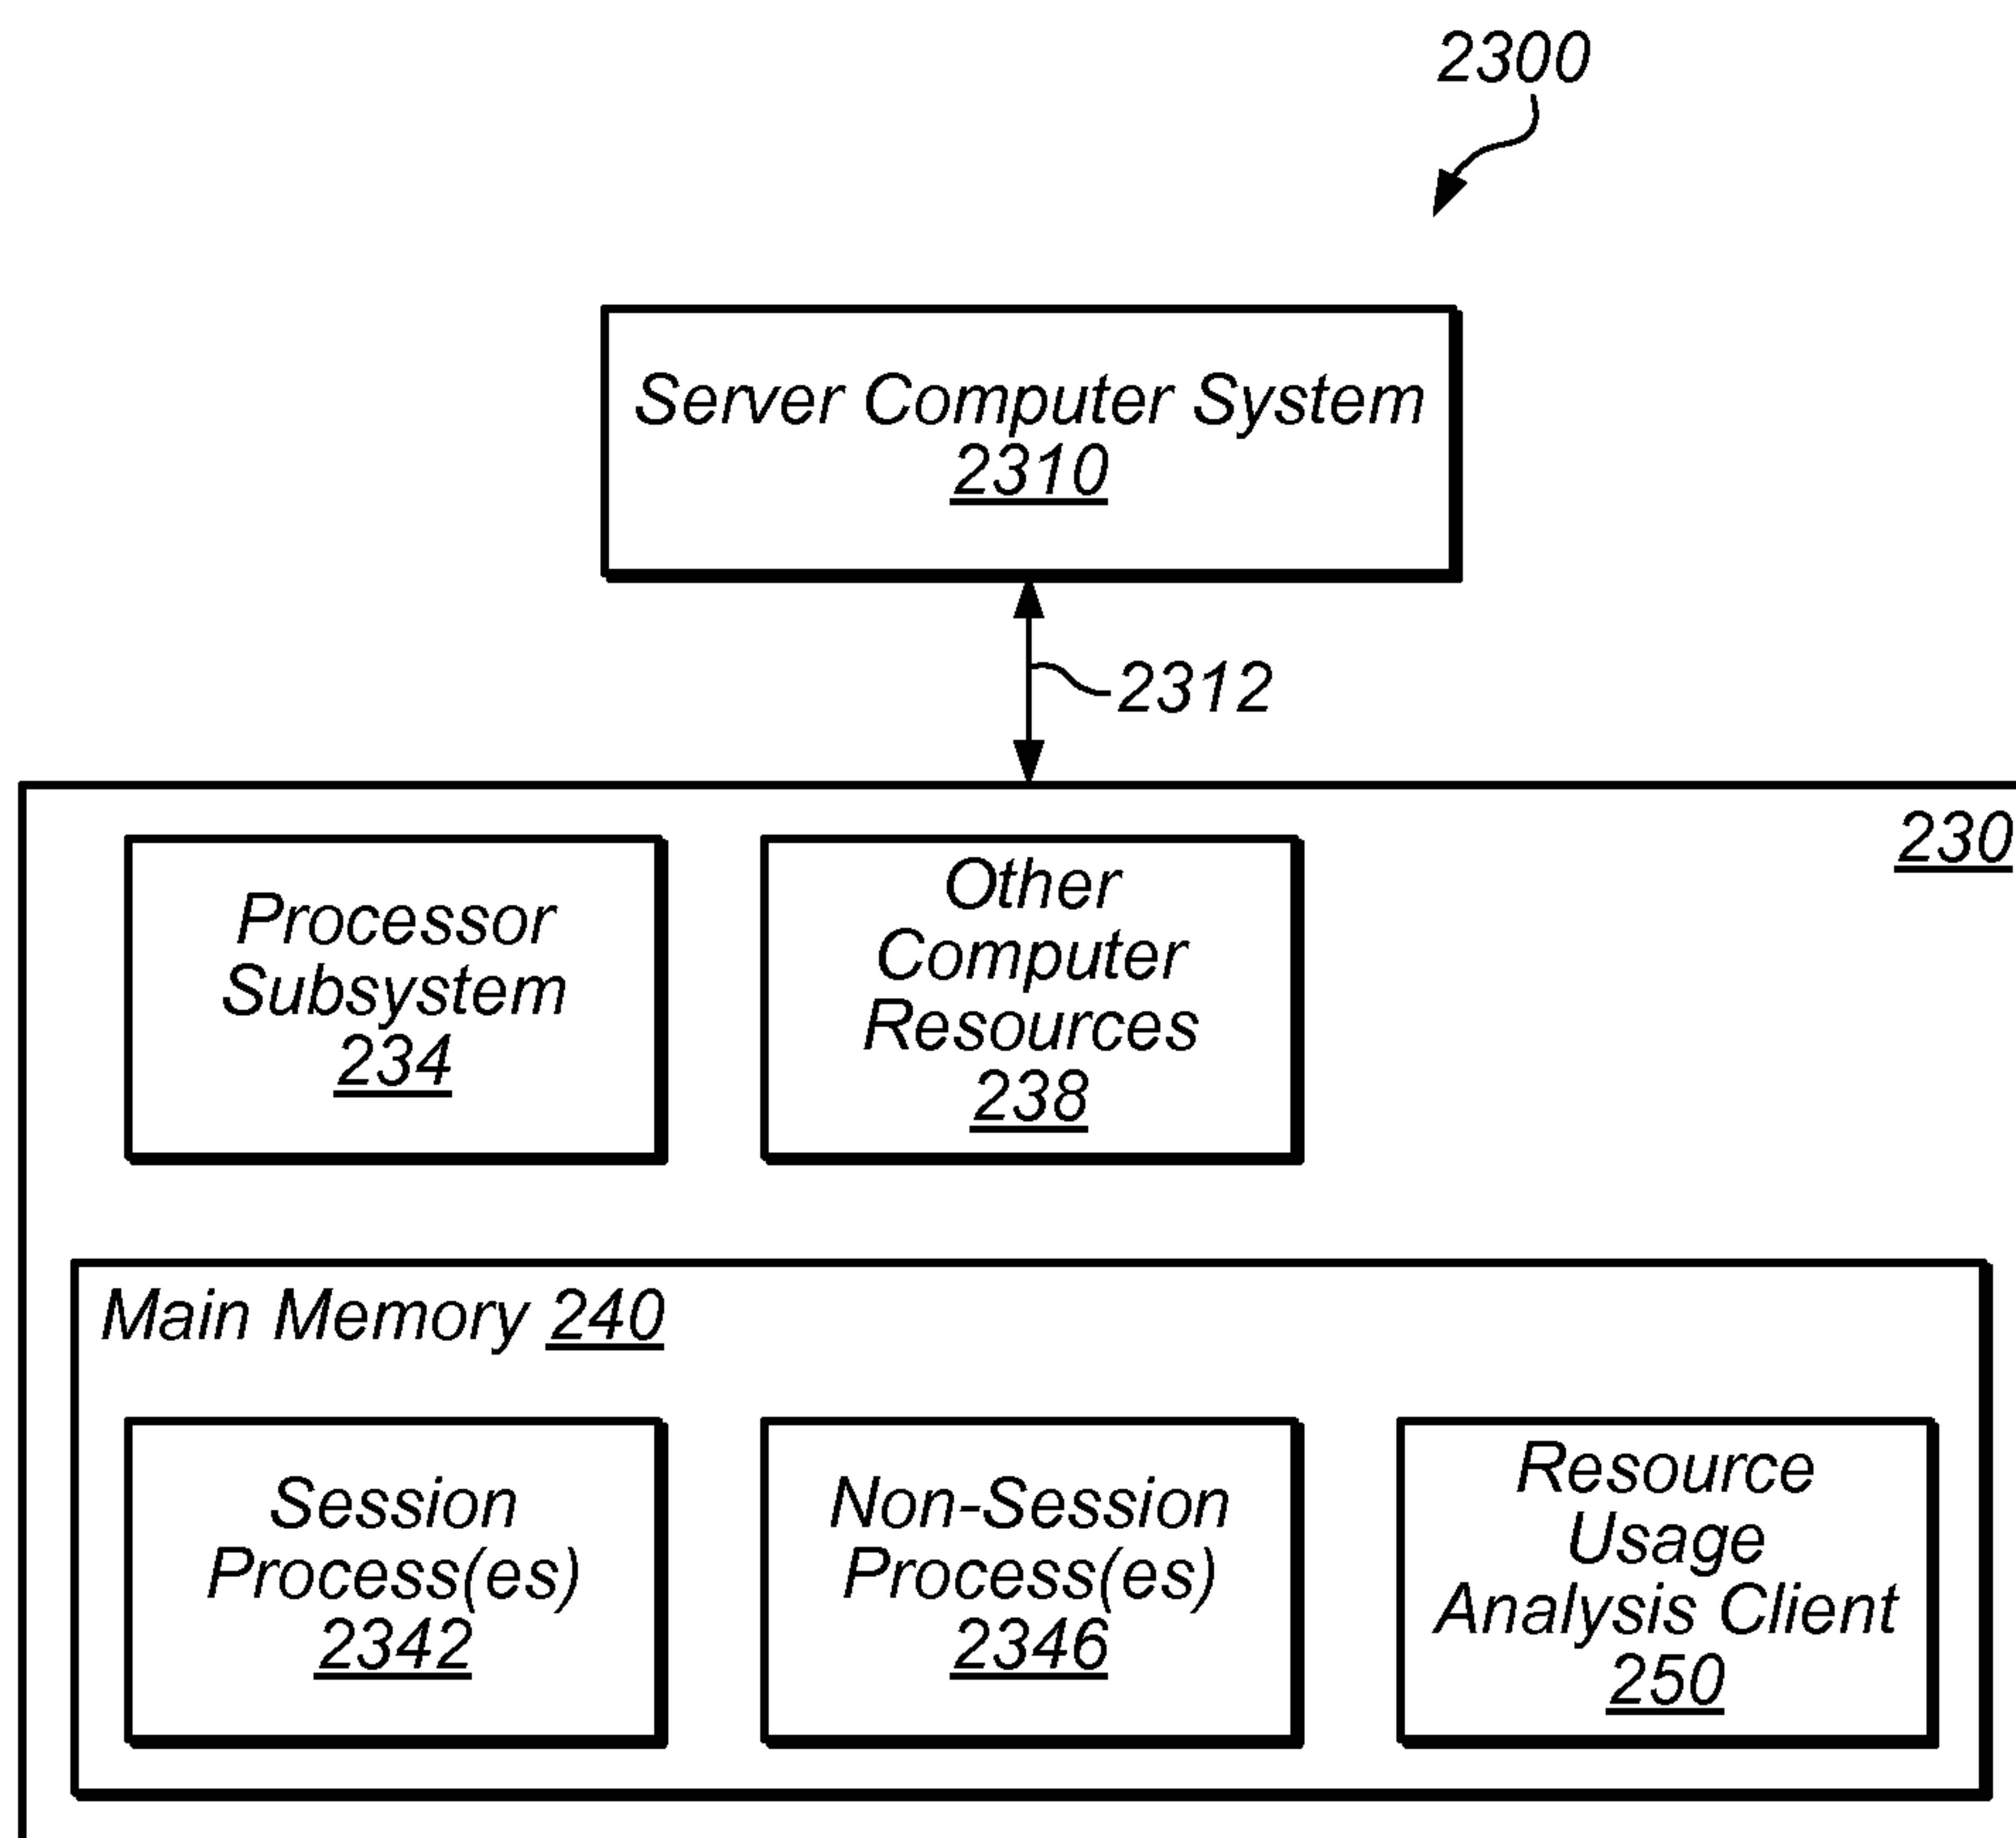 2300
Server Computer System
2310
2312
230
Processor
Subsystem
234
Other
Computer
Resources
238
Main Memory 240
Session
Process(es)
2342
Non-Session
Process(es)
2346
Resource
Usage
Analysis Client
250